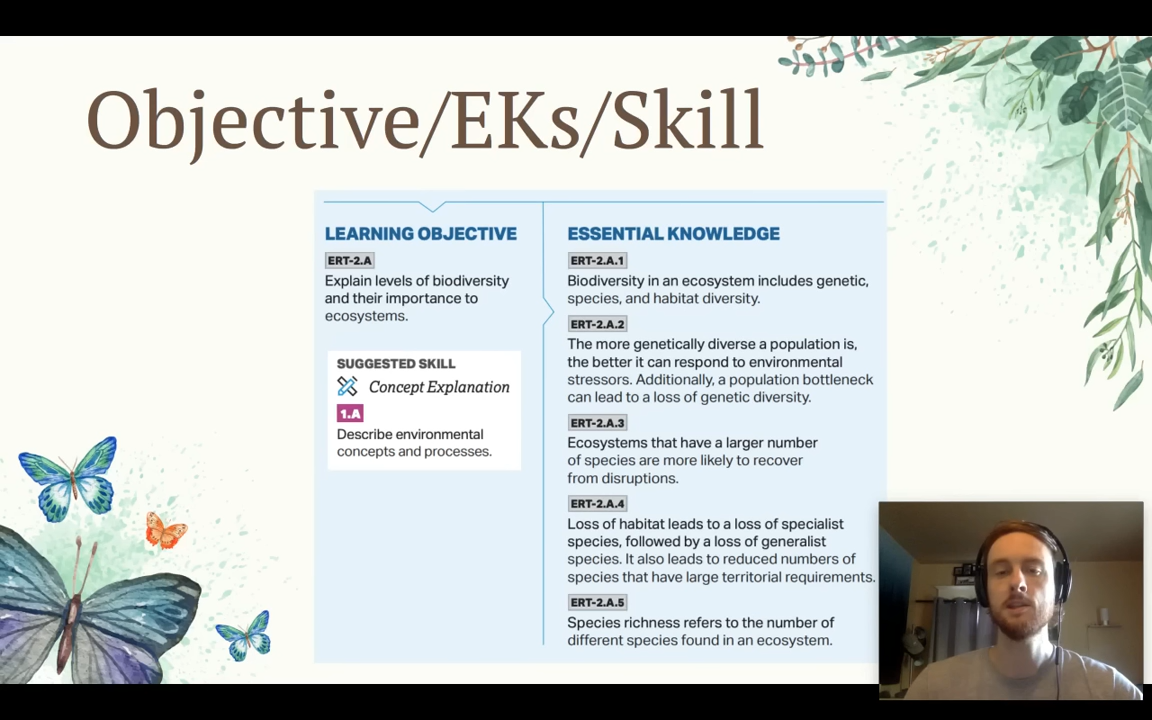 Objective/EKs/Skill
LEARNING OBJECTIVE
ERT-2.A
Explain levels of biodiversity
and their importance to
ecosystems.
SUGGESTED SKILL
Concept Explanation
1.A
Describe environmental
concepts and processes.
ESSENTIAL KNOWLEDGE
ERT-2.A.1
Biodiversity in an ecosystem includes genetic,
species, and habitat diversity.
ERT-2.A.2
The more genetically diverse a population is,
the better it can respond to environmental
stressors. Additionally, a population bottleneck
can lead to a loss of genetic diversity.
ERT-2.A.3
Ecosystems that have a larger number
of species are more likely to recover
from disruptions.
ERT-2.A.4
Loss of habitat leads to a loss of specialist
species, followed by a loss of generalist
species. It also leads to reduced numbers of
species that have large territorial requirements.
ERT-2.A.5
Species richness refers to the number of
different species found in an ecosystem.